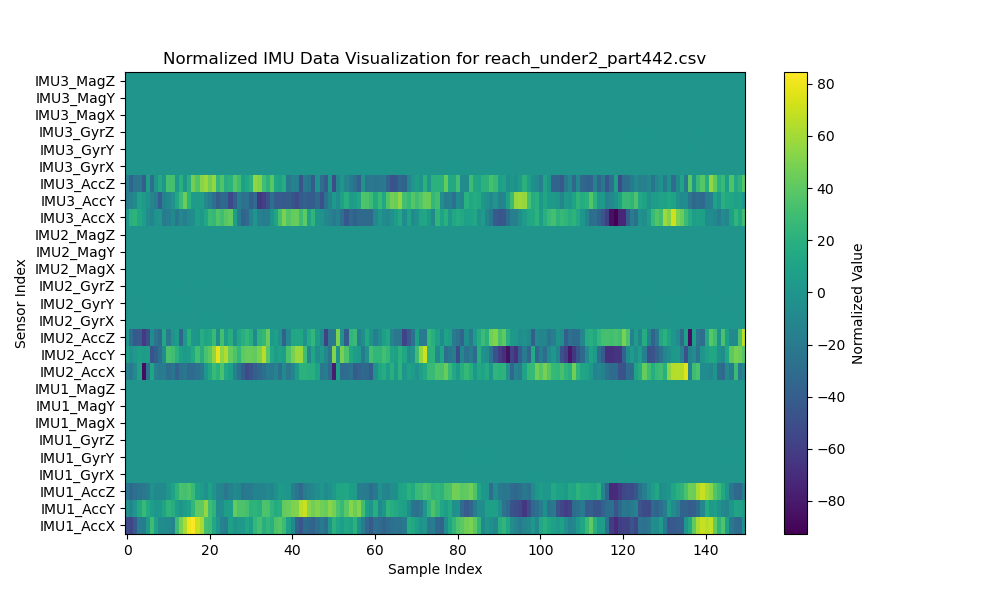 Normalized IMU Data Visualization for reach_under2_part442.csv
IMU3_MagZ
IMU3_MagY
IMU3_MagX
IMU3_GyrZ
IMU3_GyrY
IMU3_GyrX
IMU3_AccZ
IMU3_AccY
IMU3_AccX
IMU2_MagZ
IMU2_MagY
IMU2_MagX
IMU2_GyrZ
IMU2_GyrY
IMU2_GyrX
IMU2_AccZ
IMU2_AccY
IMU2_AccX
IMU1_MagZ
IMU1_MagY
IMU1_MagX
IMU1_GyrZ
IMU1_GyrY
IMU1_GyrX
IMU1_AccZ
IMU1_AccY
IMU1_AccX
Sensor Index
0 20 40 60 80 100 120 140
Sample Index
80
60
40
20
0
−20
−40
−60
−80
Normalized Value